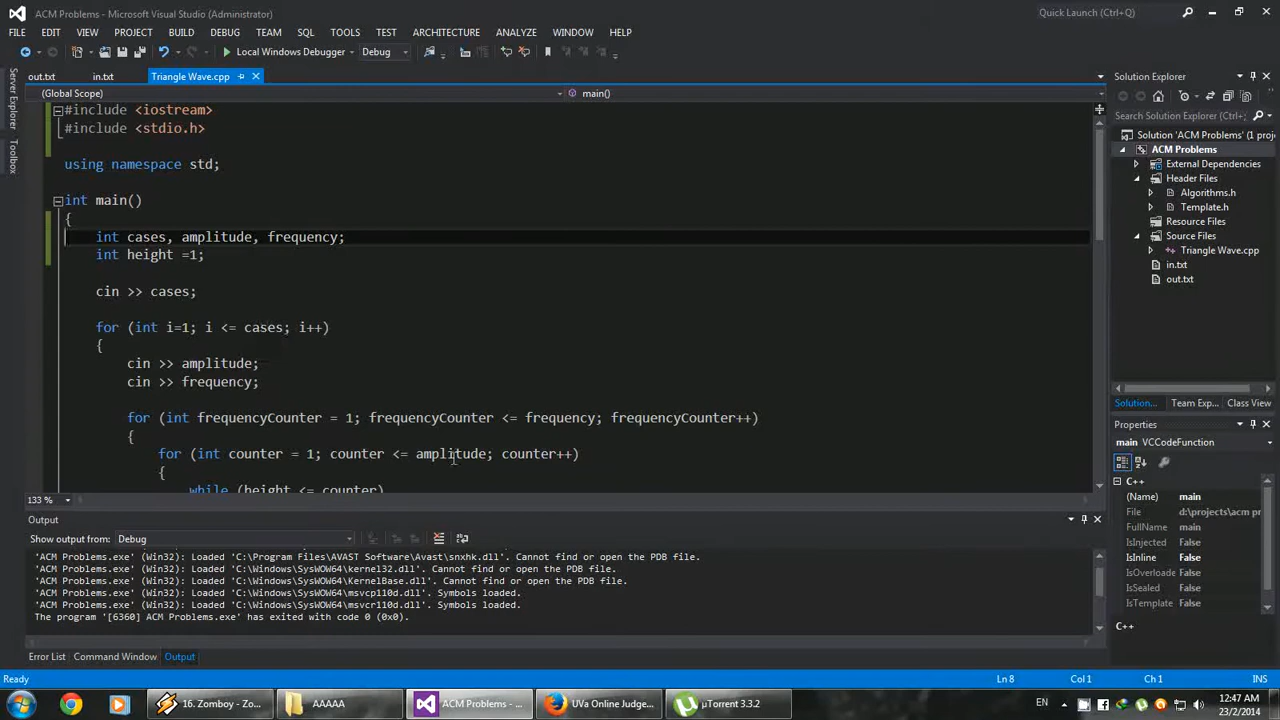 ACM Problems - Microsoft Visual Studio (Administrator)
Quick Launch (Ctrl+Q)
FILE EDIT VIEW PROJECT BUILD DEBUG TEAM SQL TOOLS TEST ARCHITECTURE ANALYZE WINDOW HELP
Local Windows Debugger Debug
out.txt in.txt Triangle Wave.cpp
Server Explorer
Toolbox
(Global Scope) main()
#include <iostream>
#include <stdio.h>
using namespace std;
int main()
{
int cases, amplitude, frequency;
int height =1;
cin >> cases;
for (int i=1; i <= cases; i++)
{
cin >> amplitude;
cin >> frequency;
for (int frequencyCounter = 1; frequencyCounter <= frequency; frequencyCounter++)
{
for (int counter = 1; counter <= amplitude; counter++)
{
while (height <= counter)
133 %
Output
Show output from: Debug
'ACM Problems.exe' (Win32): Loaded 'C:\Program Files\AVAST Software\Avast\snxhk.dll'. Cannot find or open the PDB file.
'ACM Problems.exe' (Win32): Loaded 'C:\Windows\SysWOW64\kernel32.dll'. Cannot find or open the PDB file.
'ACM Problems.exe' (Win32): Loaded 'C:\Windows\SysWOW64\KernelBase.dll'. Cannot find or open the PDB file.
'ACM Problems.exe' (Win32): Loaded 'C:\Windows\SysWOW64\msvcp110d.dll'. Symbols loaded.
'ACM Problems.exe' (Win32): Loaded 'C:\Windows\SysWOW64\msvcr110d.dll'. Symbols loaded.
The program '[6360] ACM Problems.exe' has exited with code 0 (0x0).
Error List Command Window Output
Solution Explorer
Search Solution Explorer (Ctrl+;
Solution 'ACM Problems' (1 proj
ACM Problems
External Dependencies
Header Files
Algorithms.h
Template.h
Resource Files
Source Files
Triangle Wave.cpp
in.txt
out.txt
Solution... Team Exp... Class View
Properties
main VCCodeFunction
C++
(Name) main
File d:\projects\acm pr
FullName main
IsInjected False
IsInline False
IsOverloade False
IsSealed False
IsTemplate False
C++
Ready Ln 8 Col 1 Ch 1 INS
16. Zomboy - Zo... AAAAA ACM Problems - ... UVa Online Judge... µTorrent 3.3.2 EN 12:47 AM
23/2/2014